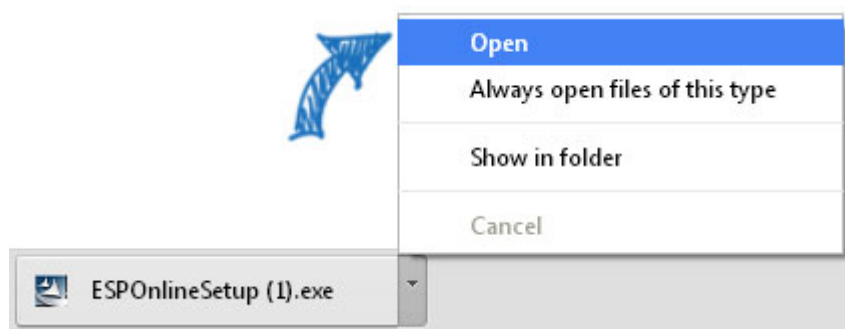 Open
Always open files of this type
Show in folder
Cancel
ESPOnlineSetup (1).exe